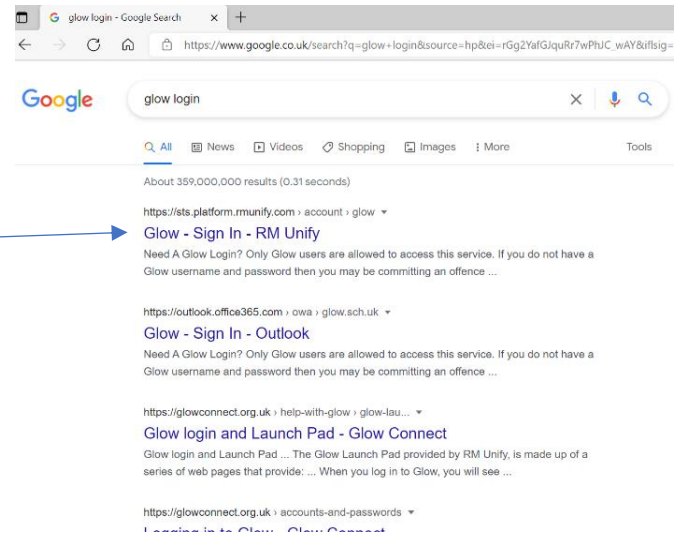 glow login - Google Search
https://www.google.co.uk/search?q=glow+login&source=hp&ei=rGg2YafGJquRr7wPhJC_wAY&iflsig=
Google
glow login
All News Videos Shopping Images More Tools
About 359,000,000 results (0.31 seconds)
https://sts.platform.rmunify.com › account › glow
Glow - Sign In - RM Unify
Need A Glow Login? Only Glow users are allowed to access this service. If you do not have a
Glow username and password then you may be committing an offence ...
https://outlook.office365.com › owa › glow.sch.uk
Glow - Sign In - Outlook
Need A Glow Login? Only Glow users are allowed to access this service. If you do not have a
Glow username and password then you may be committing an offence ...
https://glowconnect.org.uk › help-with-glow › glow-lau...
Glow login and Launch Pad - Glow Connect
Glow login and Launch Pad ... The Glow Launch Pad provided by RM Unify, is made up of a
series of web pages that provide: ... When you log in to Glow, you will see ...
https://glowconnect.org.uk › accounts-and-passwords
Logging in to Glow - Glow Connect